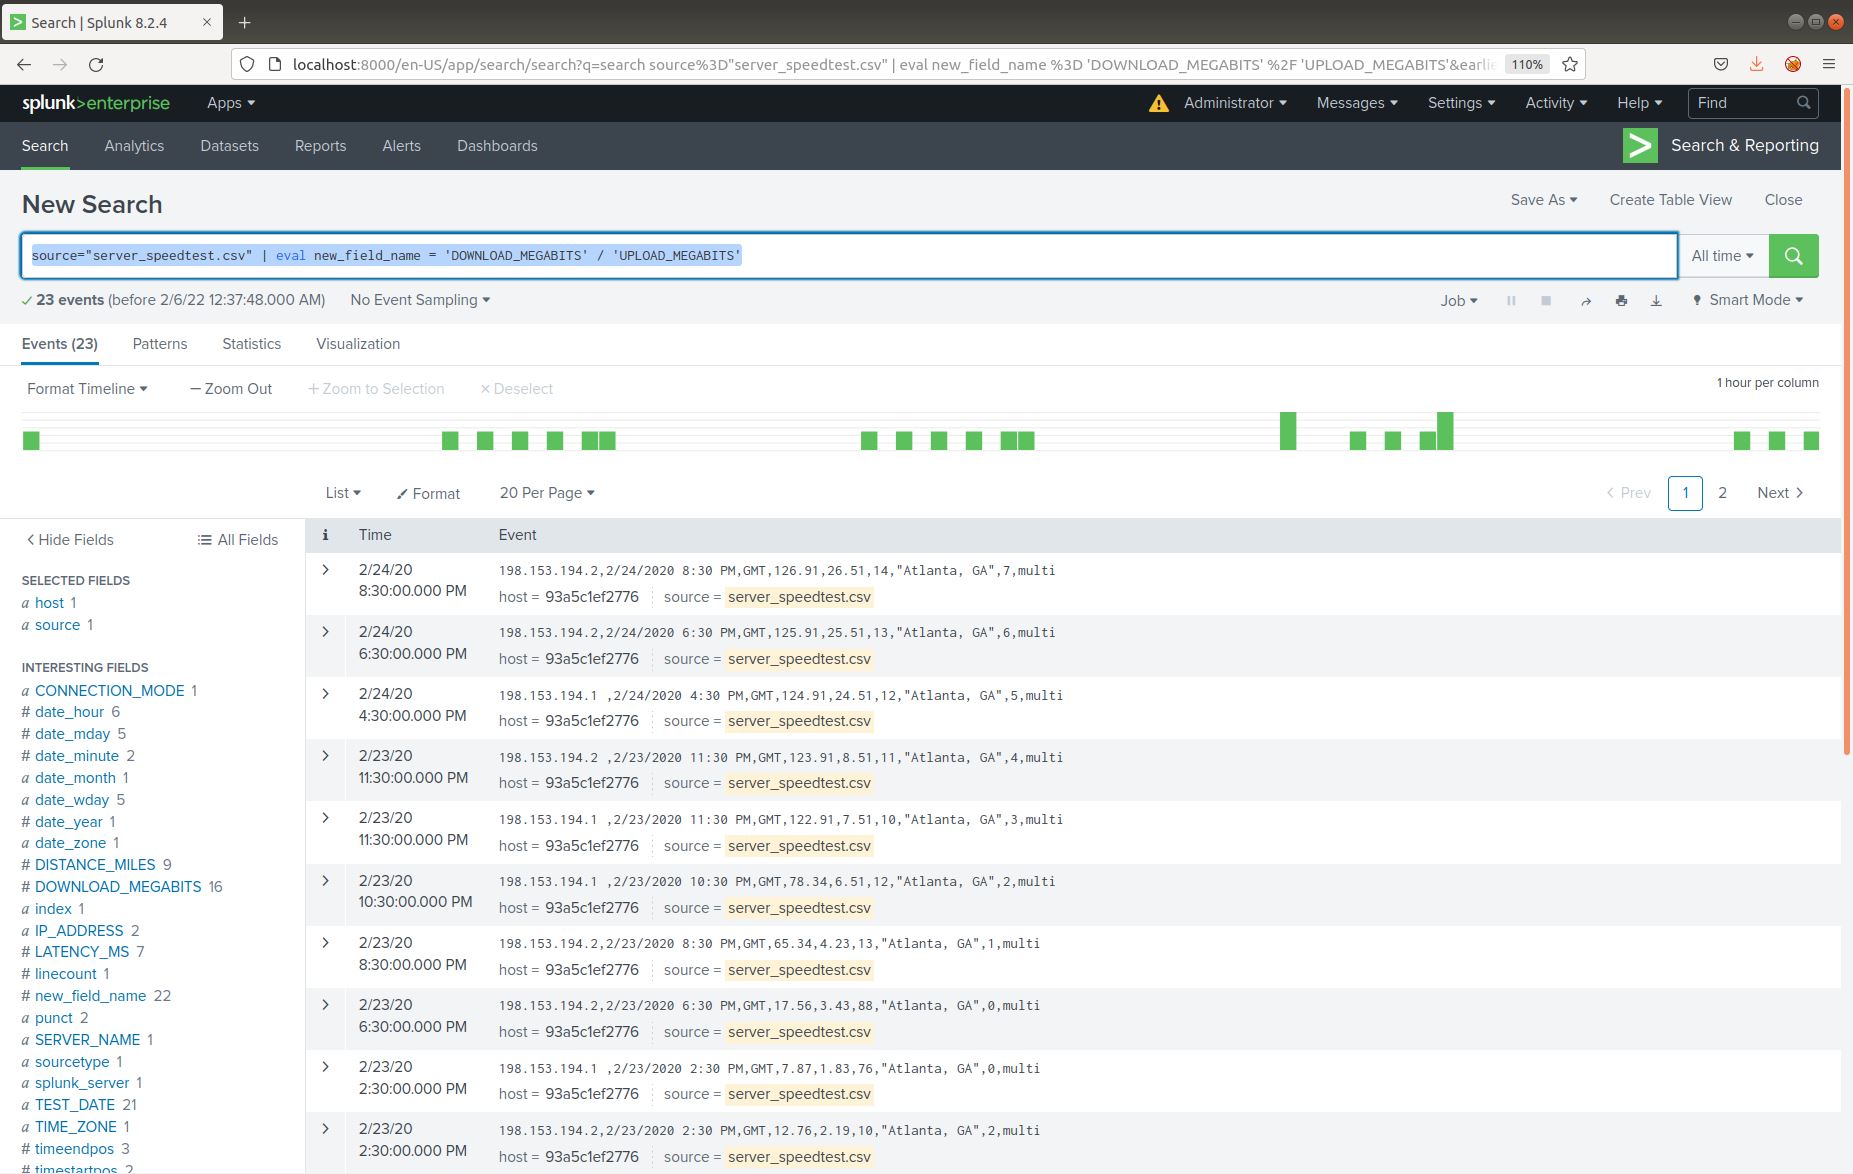 Search | Splunk 8.2.4
localhost:8000/en-US/app/search/search?q=search source%3D"server_speedtest.csv" | eval new_field_name %3D 'DOWNLOAD_MEGABITS' %2F 'UPLOAD_MEGABITS'&earlie 110%
splunk>enterprise Apps Administrator Messages Settings Activity Help Find
Search Analytics Datasets Reports Alerts Dashboards Search & Reporting
New Search Save As Create Table View Close
source="server_speedtest.csv" | eval new_field_name = 'DOWNLOAD_MEGABITS' / 'UPLOAD_MEGABITS' All time
23 events (before 2/6/22 12:37:48.000 AM) No Event Sampling Job Smart Mode
Events (23) Patterns Statistics Visualization
Format Timeline — Zoom Out + Zoom to Selection × Deselect 1 hour per column
List Format 20 Per Page < Prev 1 2 Next >
< Hide Fields All Fields
SELECTED FIELDS
a host 1
a source 1
INTERESTING FIELDS
a CONNECTION_MODE 1
# date_hour 6
# date_mday 5
# date_minute 2
a date_month 1
a date_wday 5
# date_year 1
a date_zone 1
# DISTANCE_MILES 9
# DOWNLOAD_MEGABITS 16
a index 1
a IP_ADDRESS 2
# LATENCY_MS 7
# linecount 1
# new_field_name 22
a punct 2
a SERVER_NAME 1
a sourcetype 1
a splunk_server 1
a TEST_DATE 21
a TIME_ZONE 1
# timeendpos 3
# timestartpos 2
i Time Event
2/24/20 198.153.194.2,2/24/2020 8:30 PM,GMT,126.91,26.51,14,"Atlanta, GA",7,multi
8:30:00.000 PM host = 93a5c1ef2776 source = server_speedtest.csv
2/24/20 198.153.194.2,2/24/2020 6:30 PM,GMT,125.91,25.51,13,"Atlanta, GA",6,multi
6:30:00.000 PM host = 93a5c1ef2776 source = server_speedtest.csv
2/24/20 198.153.194.1 ,2/24/2020 4:30 PM,GMT,124.91,24.51,12,"Atlanta, GA",5,multi
4:30:00.000 PM host = 93a5c1ef2776 source = server_speedtest.csv
2/23/20 198.153.194.2 ,2/23/2020 11:30 PM,GMT,123.91,8.51,11,"Atlanta, GA",4,multi
11:30:00.000 PM host = 93a5c1ef2776 source = server_speedtest.csv
2/23/20 198.153.194.1 ,2/23/2020 11:30 PM,GMT,122.91,7.51,10,"Atlanta, GA",3,multi
11:30:00.000 PM host = 93a5c1ef2776 source = server_speedtest.csv
2/23/20 198.153.194.1 ,2/23/2020 10:30 PM,GMT,78.34,6.51,12,"Atlanta, GA",2,multi
10:30:00.000 PM host = 93a5c1ef2776 source = server_speedtest.csv
2/23/20 198.153.194.2,2/23/2020 8:30 PM,GMT,65.34,4.23,13,"Atlanta, GA",1,multi
8:30:00.000 PM host = 93a5c1ef2776 source = server_speedtest.csv
2/23/20 198.153.194.2,2/23/2020 6:30 PM,GMT,17.56,3.43,88,"Atlanta, GA",0,multi
6:30:00.000 PM host = 93a5c1ef2776 source = server_speedtest.csv
2/23/20 198.153.194.1 ,2/23/2020 2:30 PM,GMT,7.87,1.83,76,"Atlanta, GA",0,multi
2:30:00.000 PM host = 93a5c1ef2776 source = server_speedtest.csv
2/23/20 198.153.194.2,2/23/2020 2:30 PM,GMT,12.76,2.19,10,"Atlanta, GA",2,multi
2:30:00.000 PM host = 93a5c1ef2776 source = server_speedtest.csv